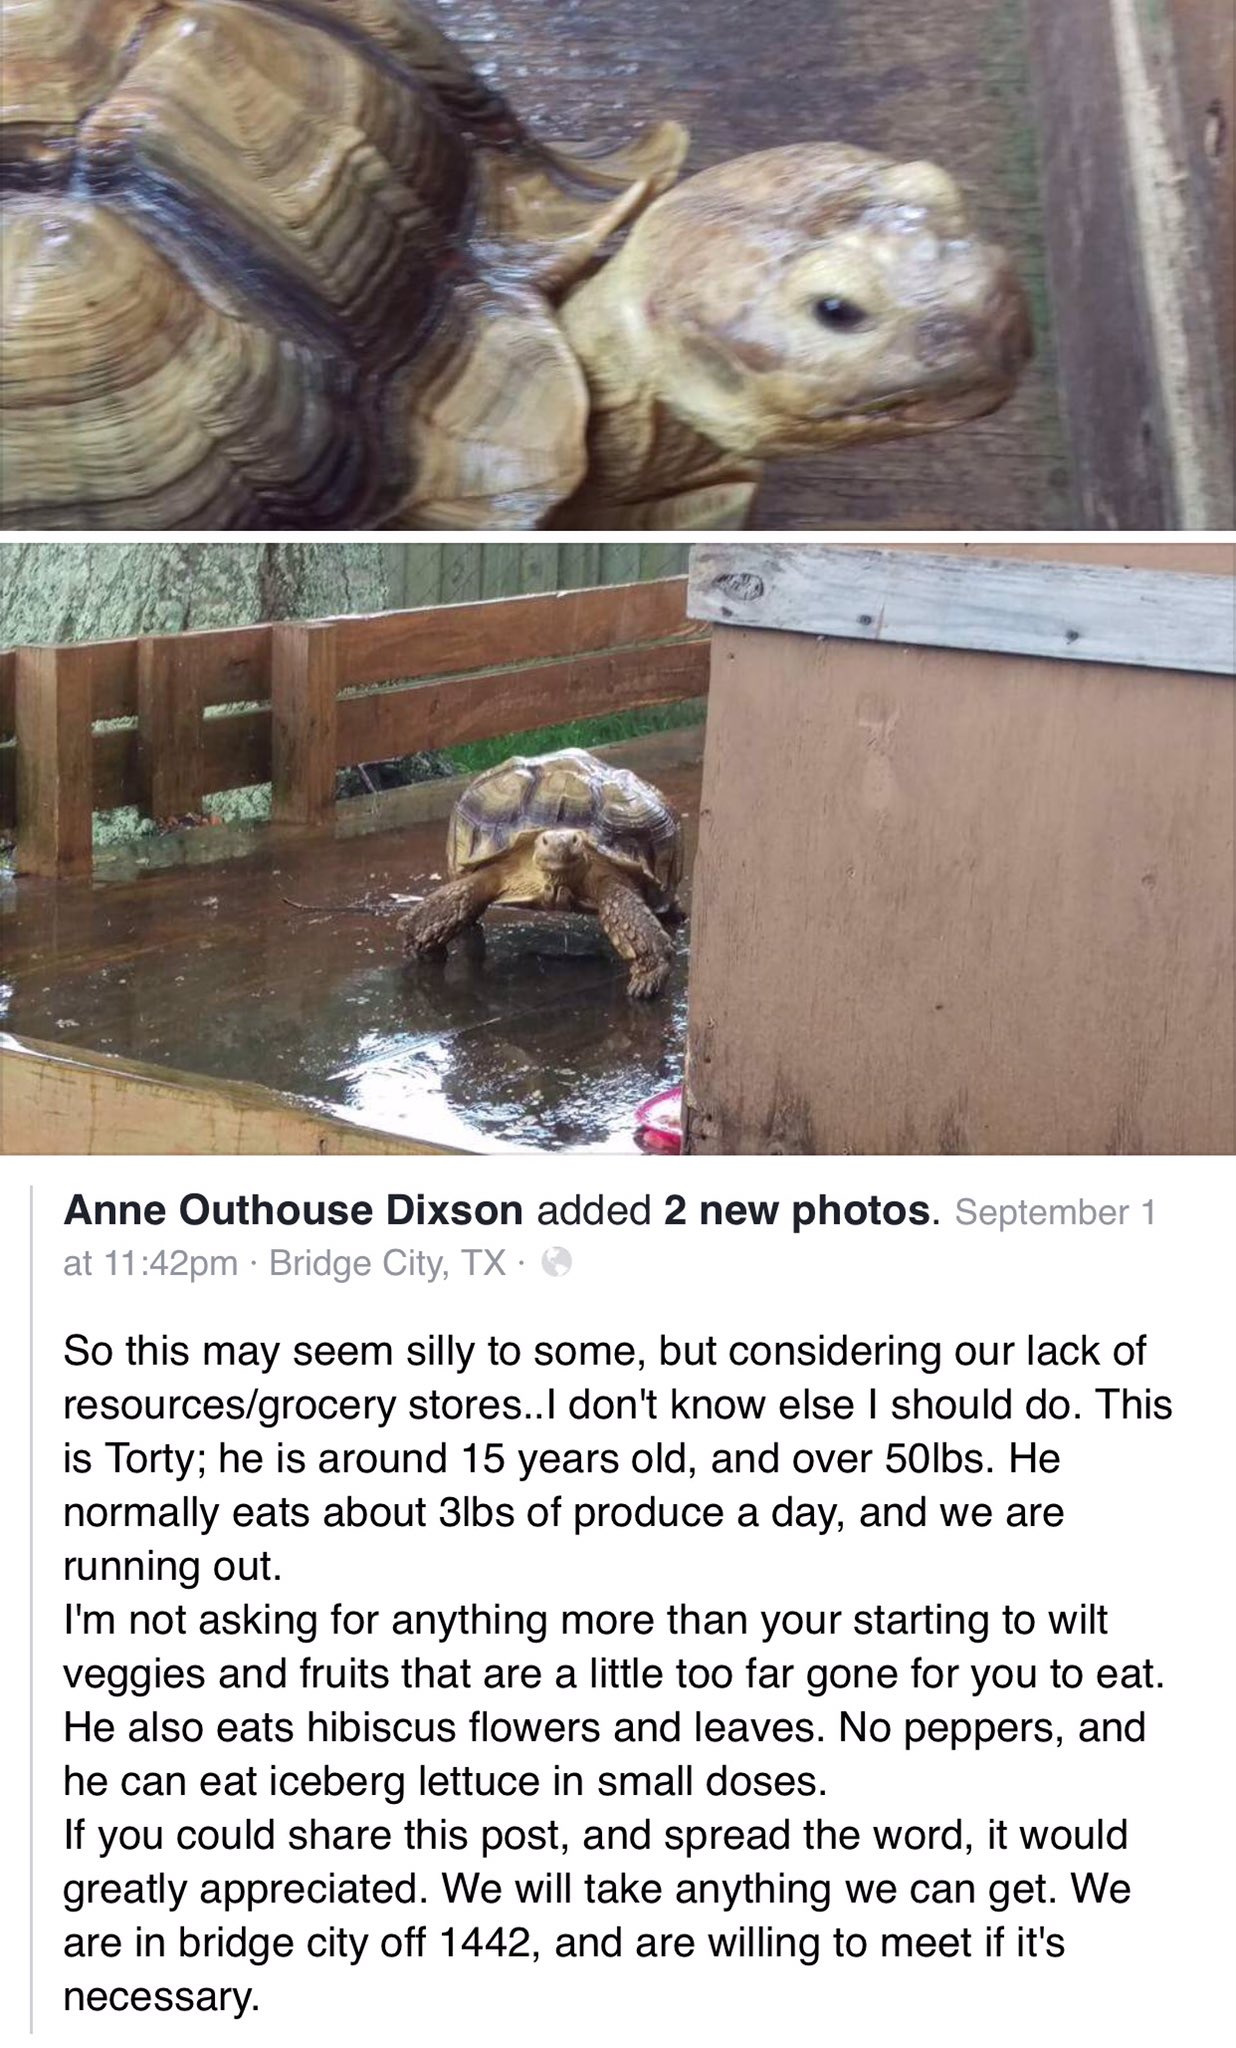 Anne Outhouse Dixson added 2 new photos. September 1
at 11:42pm · Bridge City, TX ·
So this may seem silly to some, but considering our lack of
resources/grocery stores..I don't know else I should do. This
is Torty; he is around 15 years old, and over 50lbs. He
normally eats about 3lbs of produce a day, and we are
running out.
I'm not asking for anything more than your starting to wilt
veggies and fruits that are a little too far gone for you to eat.
He also eats hibiscus flowers and leaves. No peppers, and
he can eat iceberg lettuce in small doses.
If you could share this post, and spread the word, it would
greatly appreciated. We will take anything we can get. We
are in bridge city off 1442, and are willing to meet if it's
necessary.